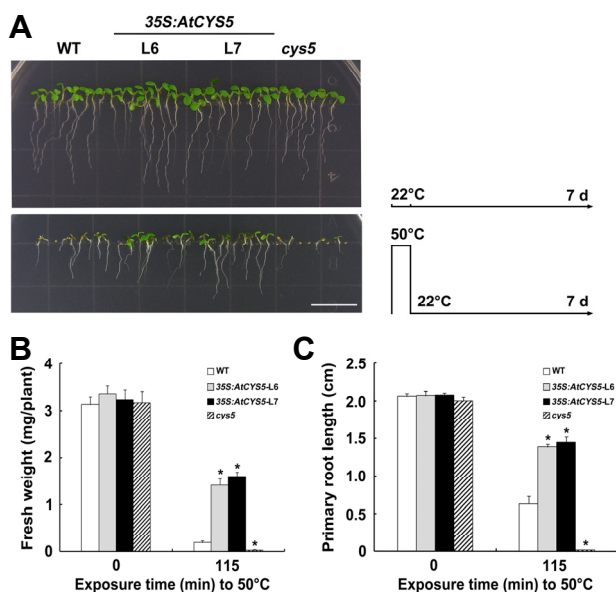 A
35S:AtCYS5
WT L6 L7 cys5
22°C 7 d
50°C
22°C 7 d
B
Fresh weight (mg/plant)
4
3
2
1
0
WT
35S:AtCYS5-L6
35S:AtCYS5-L7
cys5
* *
*
0 115
Exposure time (min) to 50°C
C
Primary root length (cm)
2.5
2.0
1.5
1.0
0.5
0
WT
35S:AtCYS5-L6
35S:AtCYS5-L7
cys5
* *
*
0 115
Exposure time (min) to 50°C